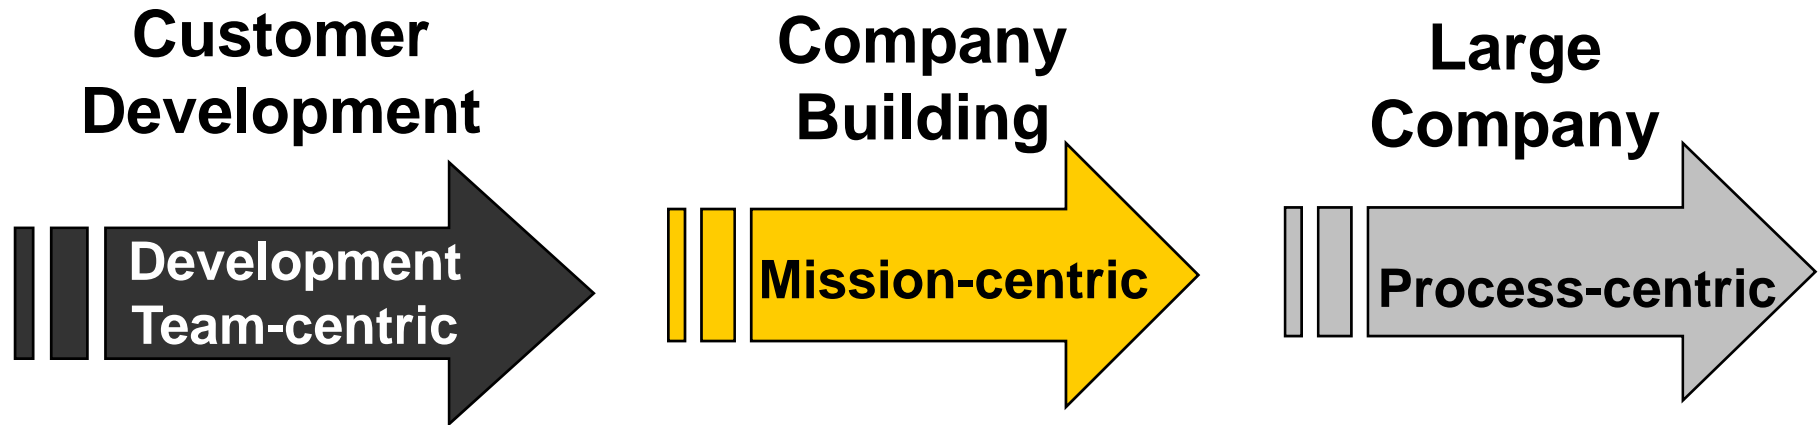 Customer
Development
Development
Team-centric
Company
Building
Mission-centric
Large
Company
Process-centric